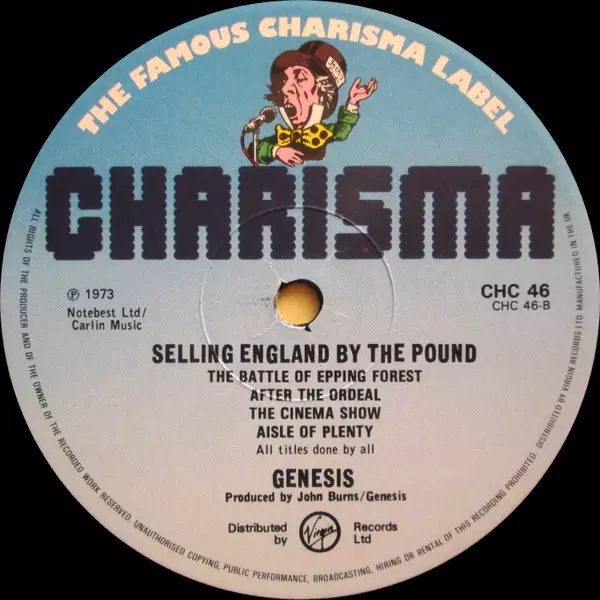 THE FAMOUS CHARISMA LABEL
CHARISMA
℗ 1973
Notebest Ltd/
Carlin Music
CHC 46
CHC 46-B
SELLING ENGLAND BY THE POUND
THE BATTLE OF EPPING FOREST
AFTER THE ORDEAL
THE CINEMA SHOW
AISLE OF PLENTY
All titles done by all
GENESIS
Produced by John Burns/Genesis
Distributed by Virgin Records Ltd
ALL RIGHTS OF THE PRODUCER AND OF THE OWNER OF THE RECORDED WORK RESERVED. UNAUTHORISED COPYING, PUBLIC PERFORMANCE, BROADCASTING, HIRING OR RENTAL OF THIS RECORDING PROHIBITED. DISTRIBUTED BY VIRGIN RECORDS LTD. MANUFACTURED IN THE UK.